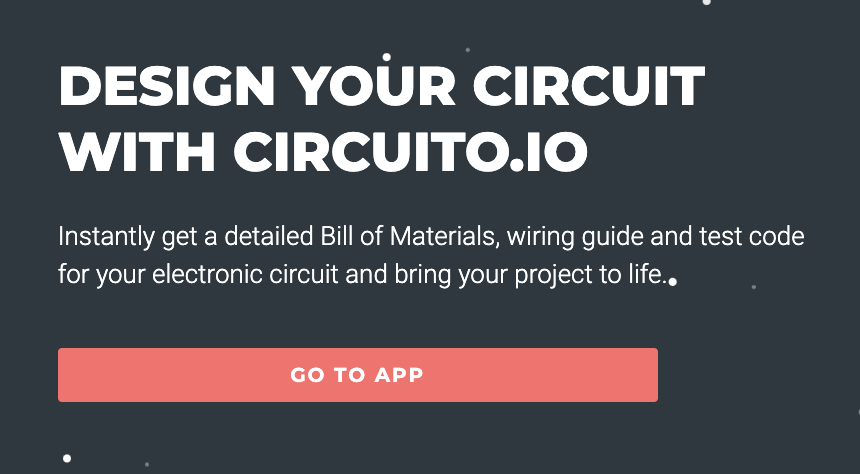 DESIGN YOUR CIRCUIT
WITH CIRCUITO.IO
Instantly get a detailed Bill of Materials, wiring guide and test code
for your electronic circuit and bring your project to life.
GO TO APP